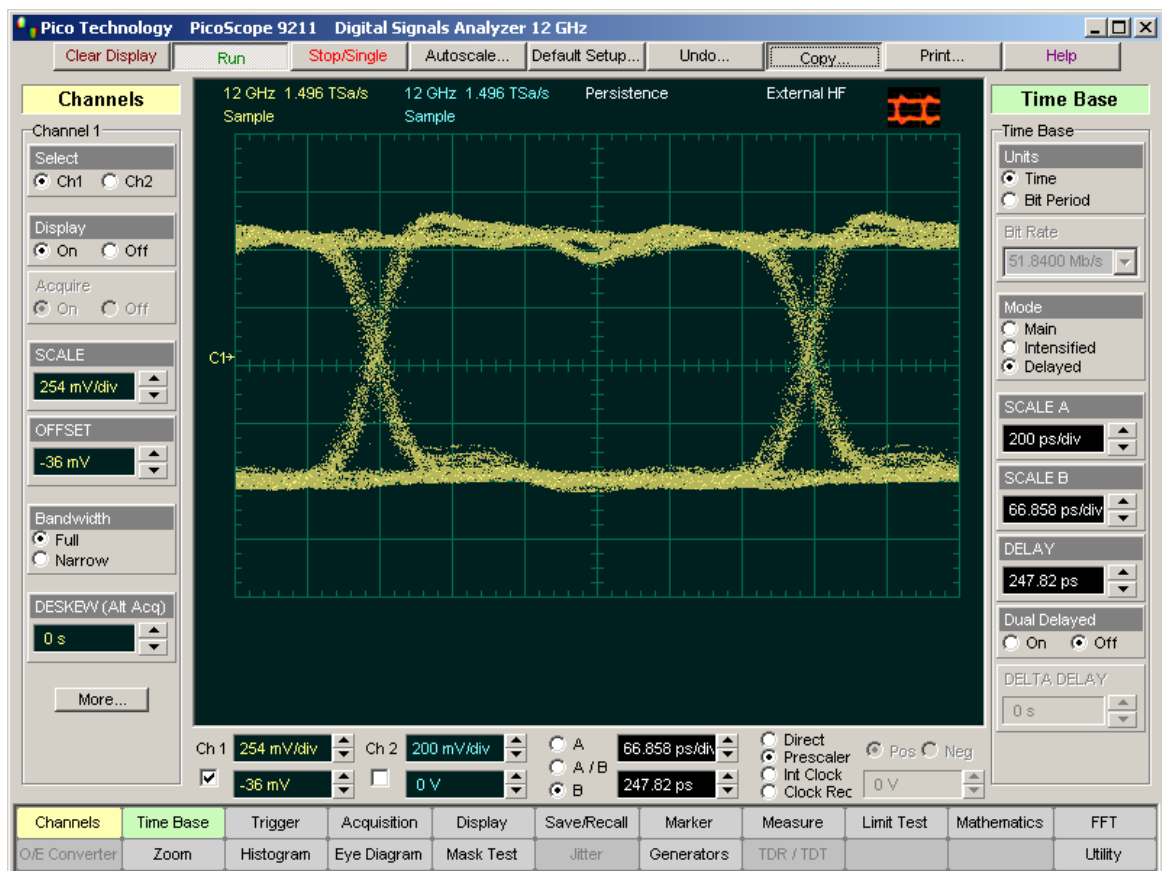 Pico Technology PicoScope 9211 Digital Signals Analyzer 12 GHz
Clear Display Run Stop/Single Autoscale... Default Setup... Undo... Copy... Print... Help
Channels
Channel 1
Select
Ch1 Ch2
Display
On Off
Acquire
On Off
SCALE
254 mV/div
OFFSET
-36 mV
Bandwidth
Full
Narrow
DESKEW (Alt Acq)
0 s
More...
12 GHz 1.496 TSa/s 12 GHz 1.496 TSa/s Persistence External HF
Sample Sample
C1
Time Base
Time Base
Units
Time
Bit Period
Bit Rate
51.8400 Mb/s
Mode
Main
Intensified
Delayed
SCALE A
200 ps/div
SCALE B
66.858 ps/div
DELAY
247.82 ps
Dual Delayed
On Off
DELTA DELAY
0 s
Ch 1 254 mV/div Ch 2 200 mV/div A 66.858 ps/div Direct
Prescaler Pos Neg
A / B Int Clock
-36 mV 0 V B 247.82 ps Clock Rec 0 V
Channels Time Base Trigger Acquisition Display Save/Recall Marker Measure Limit Test Mathematics FFT
O/E Converter Zoom Histogram Eye Diagram Mask Test Jitter Generators TDR / TDT Utility